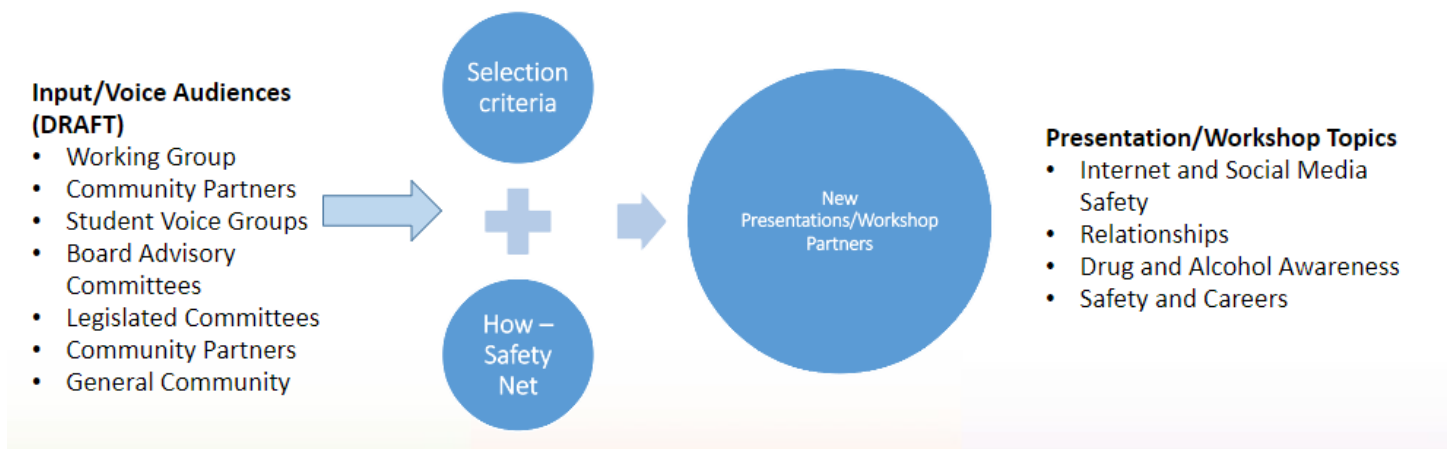 Input/Voice Audiences
(DRAFT)
• Working Group
• Community Partners
• Student Voice Groups
• Board Advisory
Committees
• Legislated Committees
• Community Partners
• General Community
Selection
criteria
How –
Safety
Net
New
Presentations/Workshop
Partners
Presentation/Workshop Topics
• Internet and Social Media
Safety
• Relationships
• Drug and Alcohol Awareness
• Safety and Careers